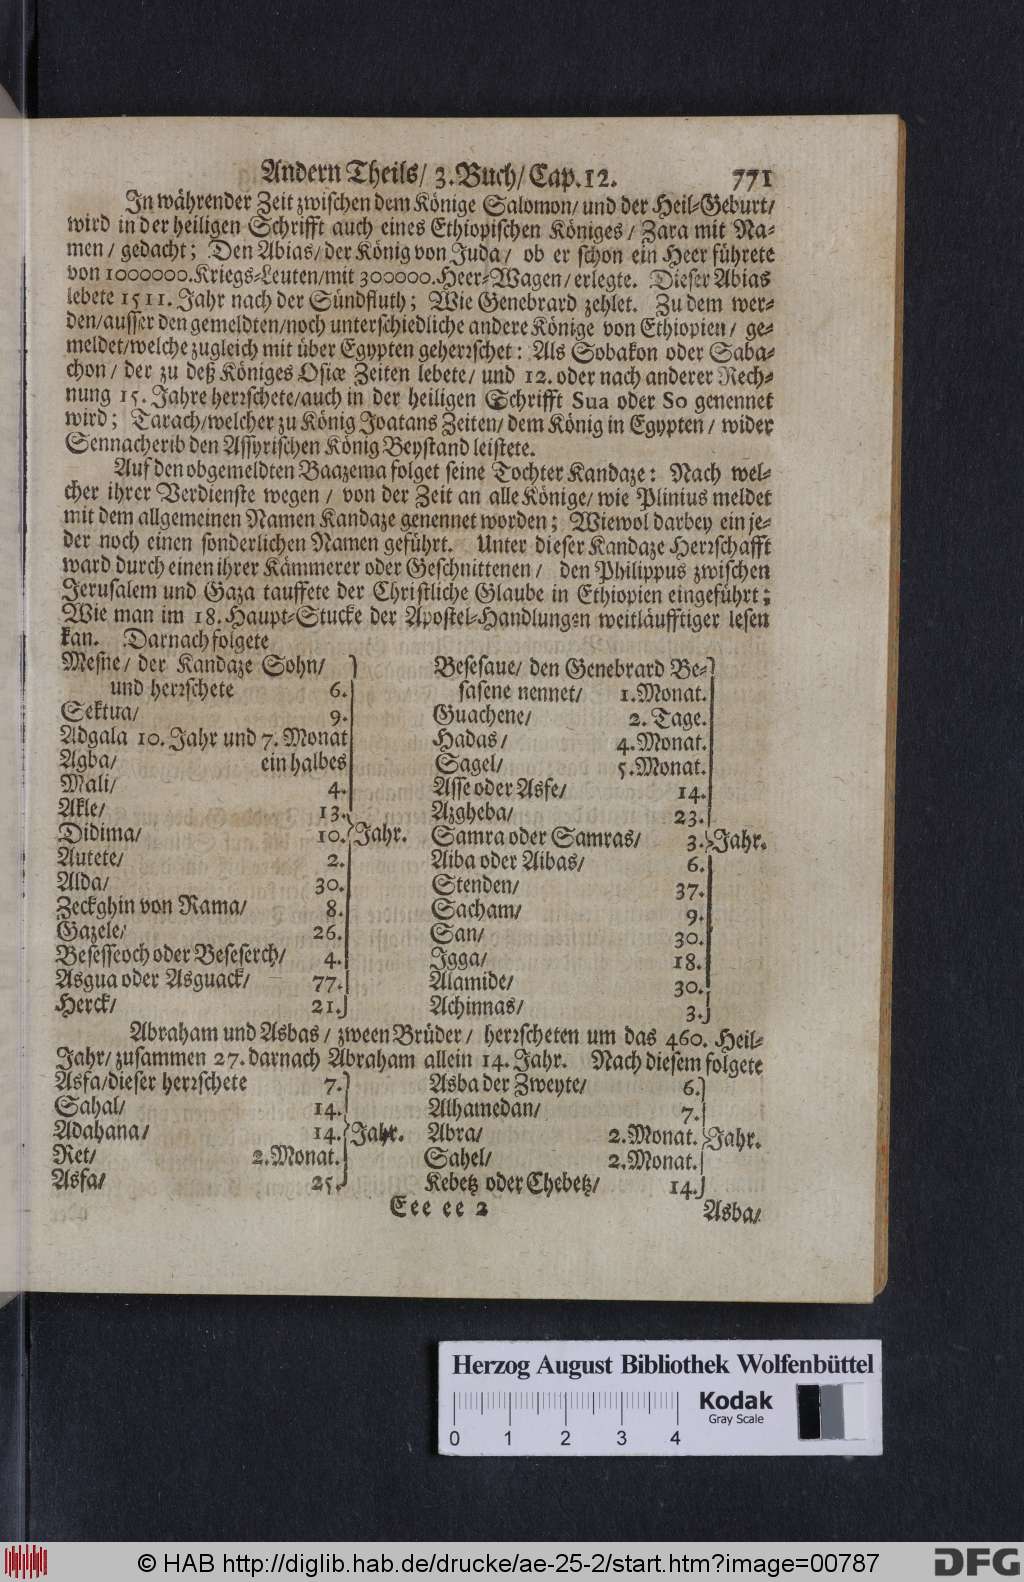 Andern Theils/ 3. Buch/ Cap. 12. 771
In währender Zeit zwischen dem Könige Salomon/ und der Heil-Geburt/
wird in der heiligen Schrifft auch eines Ethiopischen Königes/ Zara mit Na-
men/ gedacht; Den Abias/ der König von Juda/ ob er schon ein Heer führete
von 1000000. Kriegs-Leuten/ mit 300000. Heer-Wagen/ erlegte. Dieser Abias
lebete 1511. Jahr nach der Sündfluth; Wie Genebrard zehlet. Zu dem wer-
den/ ausser den gemeldten/ noch unterschiedliche andere Könige von Ethiopien/ ge-
meldet/ welche zugleich mit über Egypten geherrschet: Als Sobakon oder Saba-
chon/ der zu deß Königes Osiæ Zeiten lebete/ und 12. oder nach anderer Rech-
nung 15. Jahre herrschete/ auch in der heiligen Schrifft Sua oder So genennet
wird; Tarach/ welcher zu König Joatans Zeiten/ dem König in Egypten/ wider
Sennacherib den Assyrischen König Beystand leistete.
Auf den obgemeldten Baazema folget seine Tochter Kandaze: Nach wel-
cher ihrer Verdienste wegen/ von der Zeit an alle Könige/ wie Plinius meldet
mit dem allgemeinen Namen Kandaze genennet worden; Wiewol darbey ein je-
der noch einen sonderlichen Namen geführt. Unter dieser Kandaze Herrschafft
ward durch einen ihrer Kämmerer oder Geschnittenen/ den Philippus zwischen
Jerusalem und Gaza tauffete der Christliche Glaube in Ethiopien eingeführt;
Wie man im 18. Haupt-Stucke der Apostel-Handlungen weitläufftiger lesen
kan. Darnach folgete
Mesne/ der Kandaze Sohn/
und herrschete 6.
Sektua/ 9.
Adgala 10. Jahr und 7. Monat
Agba/ ein halbes
Mali/ 4.
Akle/ 13.
Didima/ 10. Jahr.
Autete/ 2.
Alda/ 30.
Zeckghin von Rama/ 8.
Gazele/ 26.
Besesseoch oder Beseserch/ 4.
Asgua oder Asguack/ 77.
Herck/ 21.
Besesaue/ den Genebrard Be-
sasene nennet/ 1. Monat.
Guachene/ 2. Tage.
Hadas/ 4. Monat.
Sagel/ 5. Monat.
Asse oder Asfe/ 14.
Azgheba/ 23.
Samra oder Samras/ 3. Jahr.
Aiba oder Aibas/ 6.
Stenden/ 37.
Sacham/ 9.
San/ 30.
Igga/ 18.
Alamide/ 30.
Achinnas/ 3.
Abraham und Asbas/ zween Brüder/ herrscheten um das 460. Heil-
Jahr/ zusammen 27. darnach Abraham allein 14. Jahr. Nach diesem folgete
Asfa/ dieser herrschete 7.
Sahal/ 14.
Adahana/ 14. Jahr.
Ret/ 2. Monat.
Asfa/ 25.
Asba der Zweyte/ 6.
Alhamedan/ 7.
Abra/ 2. Monat. Jahr.
Sahel/ 2. Monat.
Kebetz oder Chebetz/ 14.
Eee ee 2 Asba/
Herzog August Bibliothek Wolfenbüttel
0 1 2 3 4
Kodak
Gray Scale
© HAB http://diglib.hab.de/drucke/ae-25-2/start.htm?image=00787
DFG